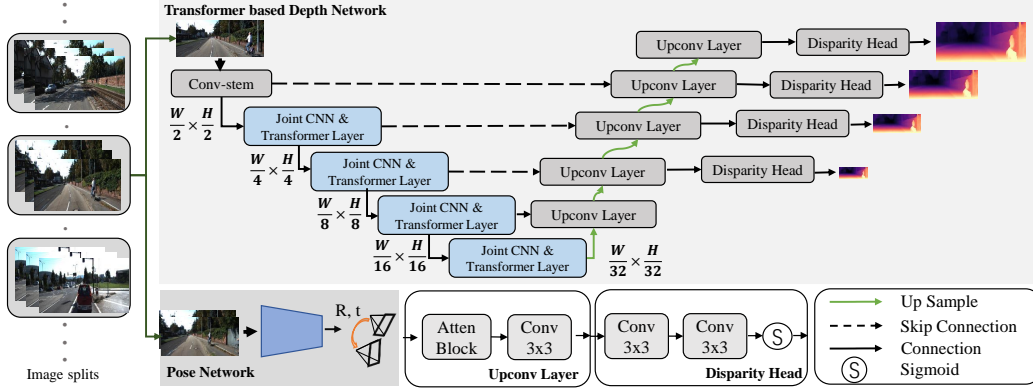 Transformer based Depth Network
Conv-stem
W/2 × H/2
Joint CNN &
Transformer Layer
W/4 × H/4
Joint CNN &
Transformer Layer
W/8 × H/8
Joint CNN &
Transformer Layer
W/16 × H/16
Joint CNN &
Transformer Layer
W/32 × H/32
Upconv Layer
Disparity Head
Upconv Layer
Disparity Head
Upconv Layer
Disparity Head
Upconv Layer
Disparity Head
Upconv Layer
Image splits
R, t
Pose Network
Atten
Block
Conv
3x3
Upconv Layer
Conv
3x3
Conv
3x3
S
Disparity Head
Up Sample
Skip Connection
Connection
S
Sigmoid